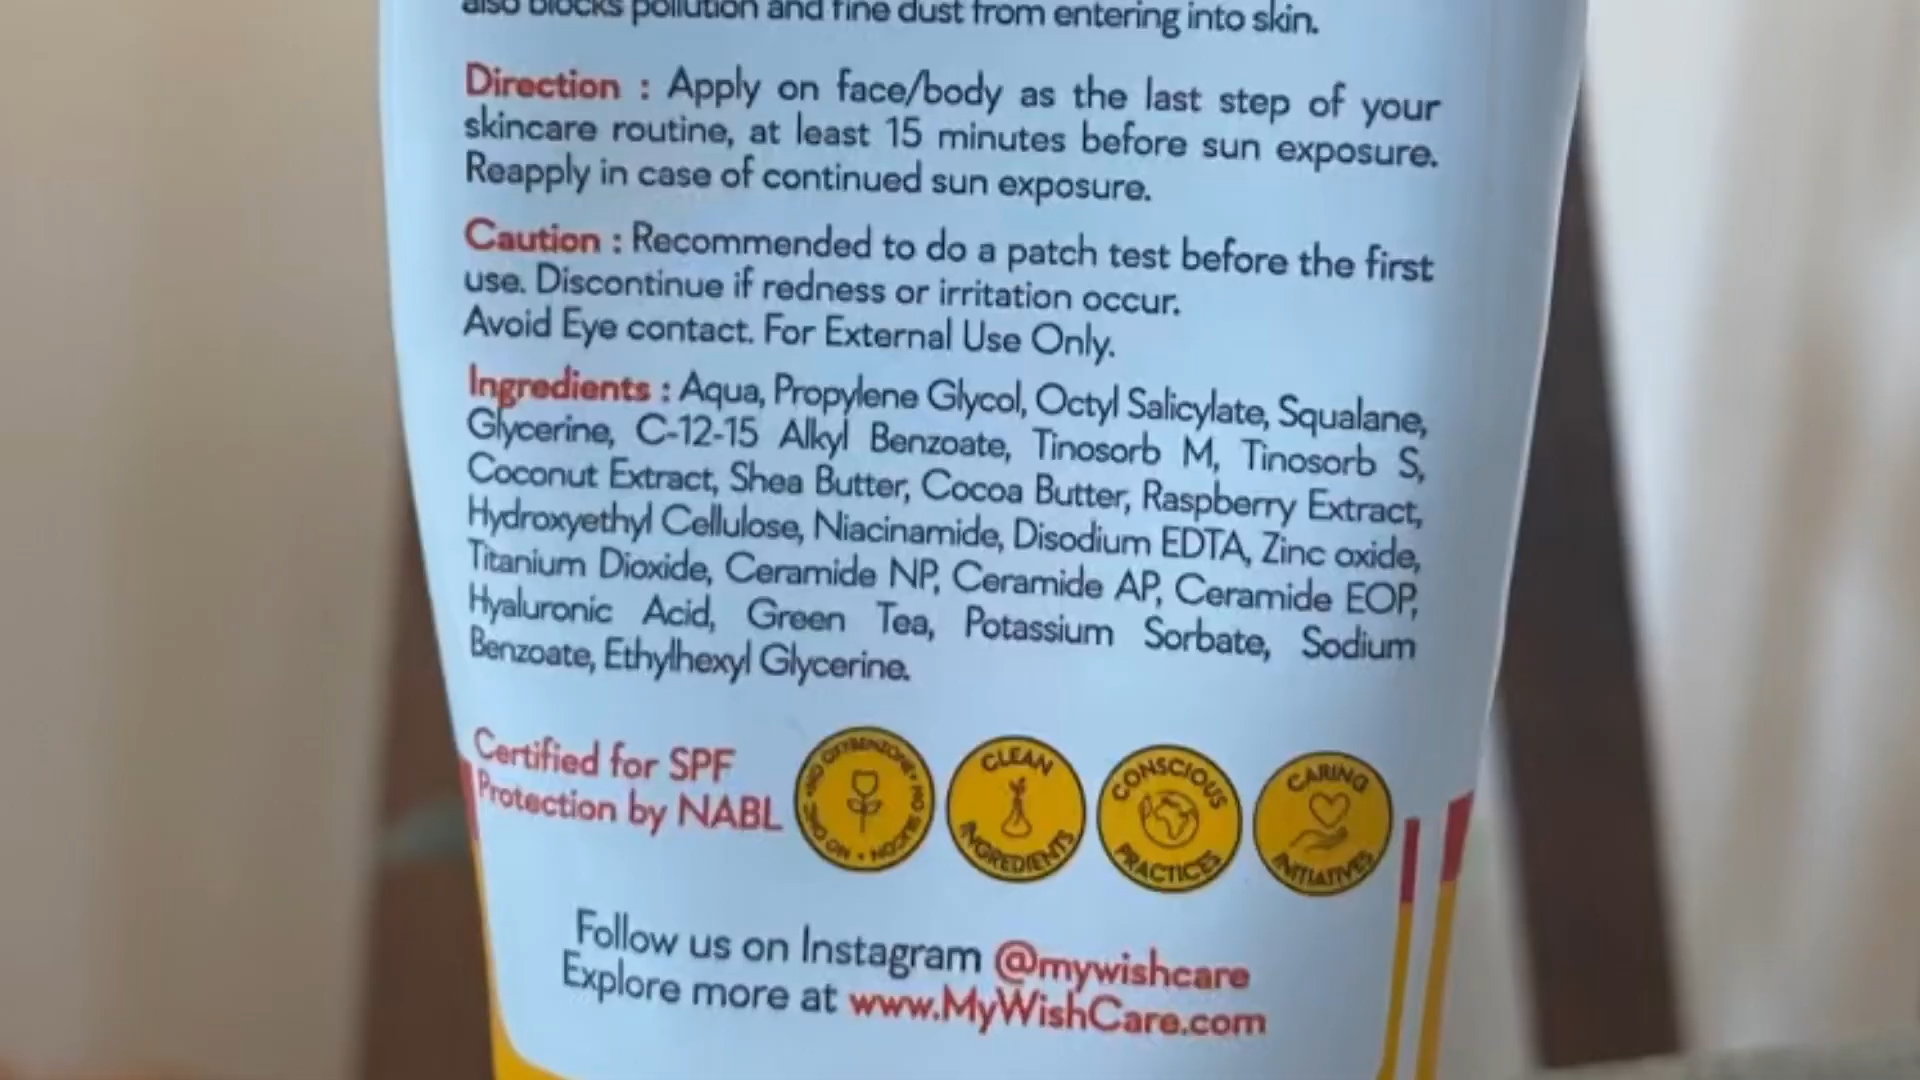 also blocks pollution and fine dust from entering into skin.
Direction : Apply on face/body as the last step of your
skincare routine, at least 15 minutes before sun exposure.
Reapply in case of continued sun exposure.
Caution : Recommended to do a patch test before the first
use. Discontinue if redness or irritation occur.
Avoid Eye contact. For External Use Only.
Ingredients : Aqua, Propylene Glycol, Octyl Salicylate, Squalane,
Glycerine, C-12-15 Alkyl Benzoate, Tinosorb M, Tinosorb S,
Coconut Extract, Shea Butter, Cocoa Butter, Raspberry Extract,
Hydroxyethyl Cellulose, Niacinamide, Disodium EDTA, Zinc oxide,
Titanium Dioxide, Ceramide NP, Ceramide AP, Ceramide EOP,
Hyaluronic Acid, Green Tea, Potassium Sorbate, Sodium
Benzoate, Ethylhexyl Glycerine.
Certified for SPF
Protection by NABL
NO OXYBENZONE • NO SILICON • NO OMC •
CLEAN
INGREDIENTS
CONSCIOUS
PRACTICES
CARING
INITIATIVES
Follow us on Instagram @mywishcare
Explore more at www.MyWishCare.com